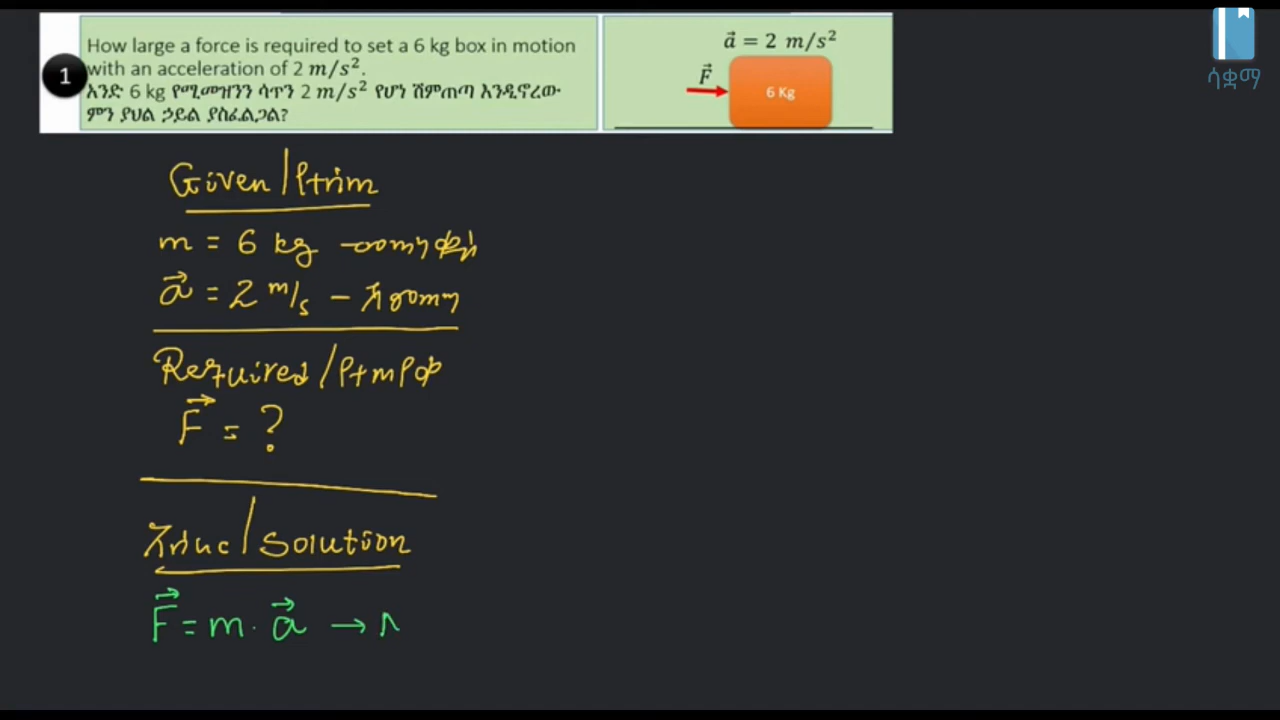 1
How large a force is required to set a 6 kg box in motion
with an acceleration of 2 m/s².
አንድ 6 kg የሚመዝንን ሳጥን 2 m/s² የሆነ ሽምጠጣ እንዲኖረው
ምን ያህል ኃይል ያስፈልጋል?
a⃗ = 2 m/s²
F⃗
6 Kg
ሳቋማ
Given/የተሰጠ
m = 6 kg
a⃗ = 2 m/s
Required/የተጠየቀ
F⃗ = ?
/Solution
F⃗ = m · a⃗ →